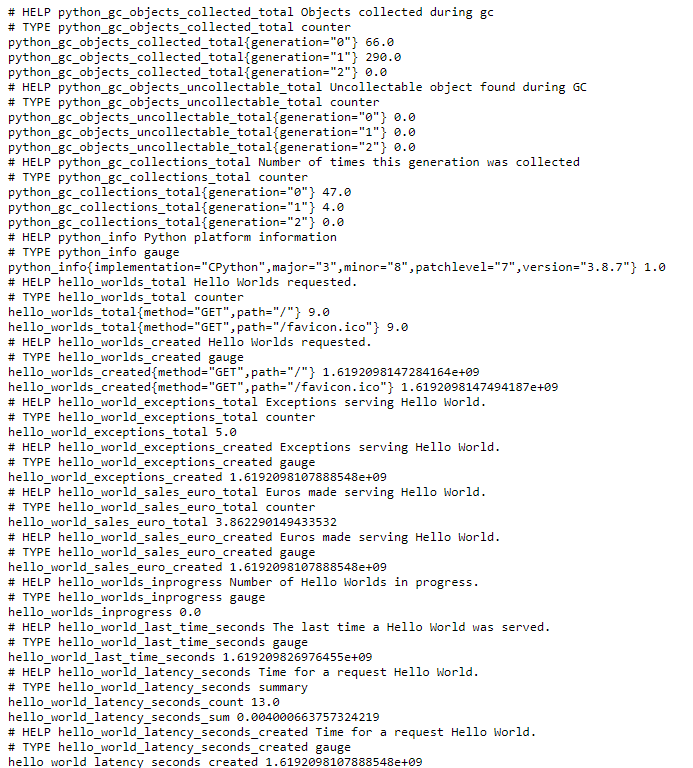 # HELP python_gc_objects_collected_total Objects collected during gc
# TYPE python_gc_objects_collected_total counter
python_gc_objects_collected_total{generation="0"} 66.0
python_gc_objects_collected_total{generation="1"} 290.0
python_gc_objects_collected_total{generation="2"} 0.0
# HELP python_gc_objects_uncollectable_total Uncollectable object found during GC
# TYPE python_gc_objects_uncollectable_total counter
python_gc_objects_uncollectable_total{generation="0"} 0.0
python_gc_objects_uncollectable_total{generation="1"} 0.0
python_gc_objects_uncollectable_total{generation="2"} 0.0
# HELP python_gc_collections_total Number of times this generation was collected
# TYPE python_gc_collections_total counter
python_gc_collections_total{generation="0"} 47.0
python_gc_collections_total{generation="1"} 4.0
python_gc_collections_total{generation="2"} 0.0
# HELP python_info Python platform information
# TYPE python_info gauge
python_info{implementation="CPython",major="3",minor="8",patchlevel="7",version="3.8.7"} 1.0
# HELP hello_worlds_total Hello Worlds requested.
# TYPE hello_worlds_total counter
hello_worlds_total{method="GET",path="/"} 9.0
hello_worlds_total{method="GET",path="/favicon.ico"} 9.0
# HELP hello_worlds_created Hello Worlds requested.
# TYPE hello_worlds_created gauge
hello_worlds_created{method="GET",path="/"} 1.6192098147284164e+09
hello_worlds_created{method="GET",path="/favicon.ico"} 1.6192098147494187e+09
# HELP hello_world_exceptions_total Exceptions serving Hello World.
# TYPE hello_world_exceptions_total counter
hello_world_exceptions_total 5.0
# HELP hello_world_exceptions_created Exceptions serving Hello World.
# TYPE hello_world_exceptions_created gauge
hello_world_exceptions_created 1.6192098107888548e+09
# HELP hello_world_sales_euro_total Euros made serving Hello World.
# TYPE hello_world_sales_euro_total counter
hello_world_sales_euro_total 3.862290149433532
# HELP hello_world_sales_euro_created Euros made serving Hello World.
# TYPE hello_world_sales_euro_created gauge
hello_world_sales_euro_created 1.6192098107888548e+09
# HELP hello_worlds_inprogress Number of Hello Worlds in progress.
# TYPE hello_worlds_inprogress gauge
hello_worlds_inprogress 0.0
# HELP hello_world_last_time_seconds The last time a Hello World was served.
# TYPE hello_world_last_time_seconds gauge
hello_world_last_time_seconds 1.619209826976455e+09
# HELP hello_world_latency_seconds Time for a request Hello World.
# TYPE hello_world_latency_seconds summary
hello_world_latency_seconds_count 13.0
hello_world_latency_seconds_sum 0.004000663757324219
# HELP hello_world_latency_seconds_created Time for a request Hello World.
# TYPE hello_world_latency_seconds_created gauge
hello_world_latency_seconds_created 1.6192098107888548e+09